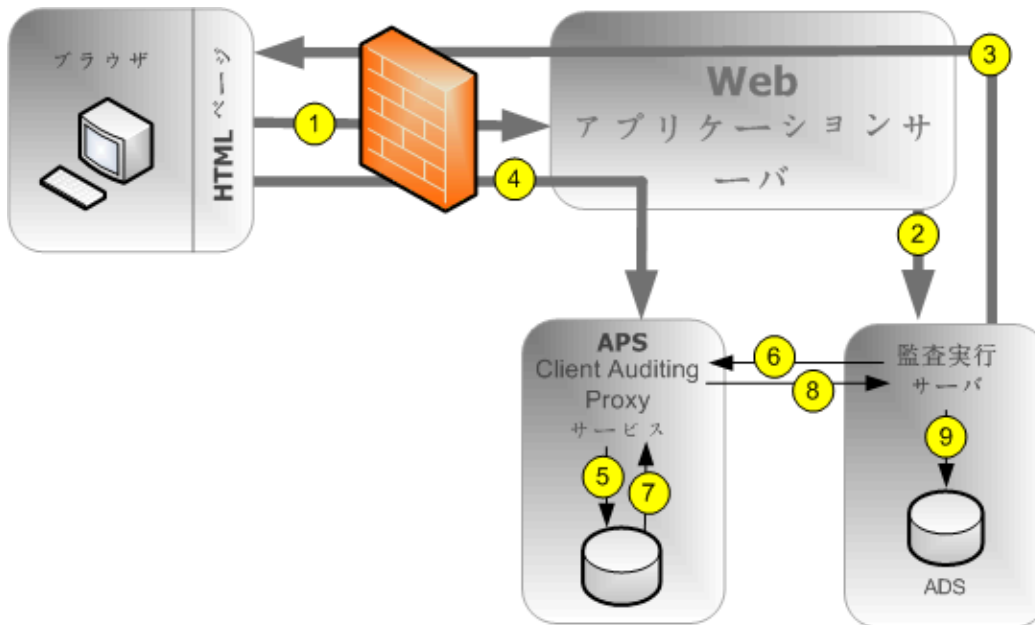 ブラウザ
HTML ページ
1
4
Web
アプリケーションサ
ーバ
3
2
APS
Client Auditing
Proxy
サービス
5
7
6
8
監査実行
サーバ
9
ADS